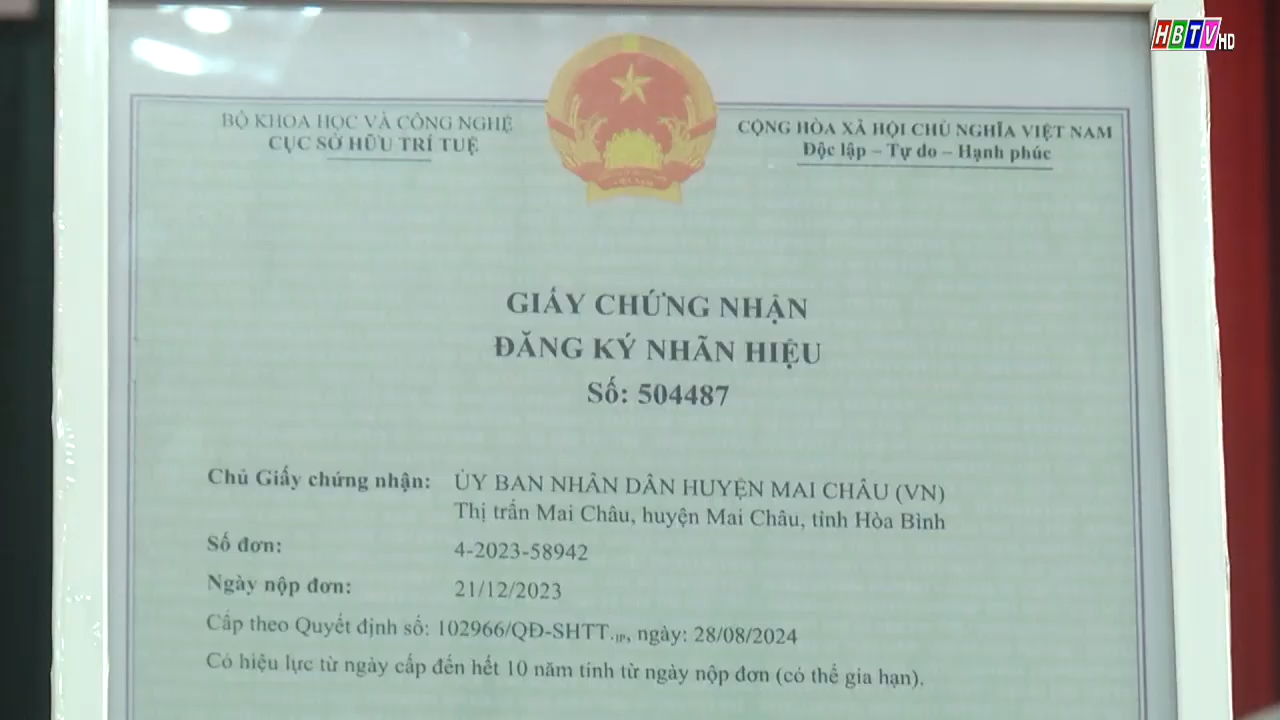 HBTV HD
BỘ KHOA HỌC VÀ CÔNG NGHỆ
CỤC SỞ HỮU TRÍ TUỆ
CỘNG HÒA XÃ HỘI CHỦ NGHĨA VIỆT NAM
Độc lập – Tự do – Hạnh phúc
GIẤY CHỨNG NHẬN
ĐĂNG KÝ NHÃN HIỆU
Số: 504487
Chủ Giấy chứng nhận: ỦY BAN NHÂN DÂN HUYỆN MAI CHÂU (VN)
Thị trấn Mai Châu, huyện Mai Châu, tỉnh Hòa Bình
Số đơn: 4-2023-58942
Ngày nộp đơn: 21/12/2023
Cấp theo Quyết định số: 102966/QĐ-SHTT.IP, ngày: 28/08/2024
Có hiệu lực từ ngày cấp đến hết 10 năm tính từ ngày nộp đơn (có thể gia hạn).